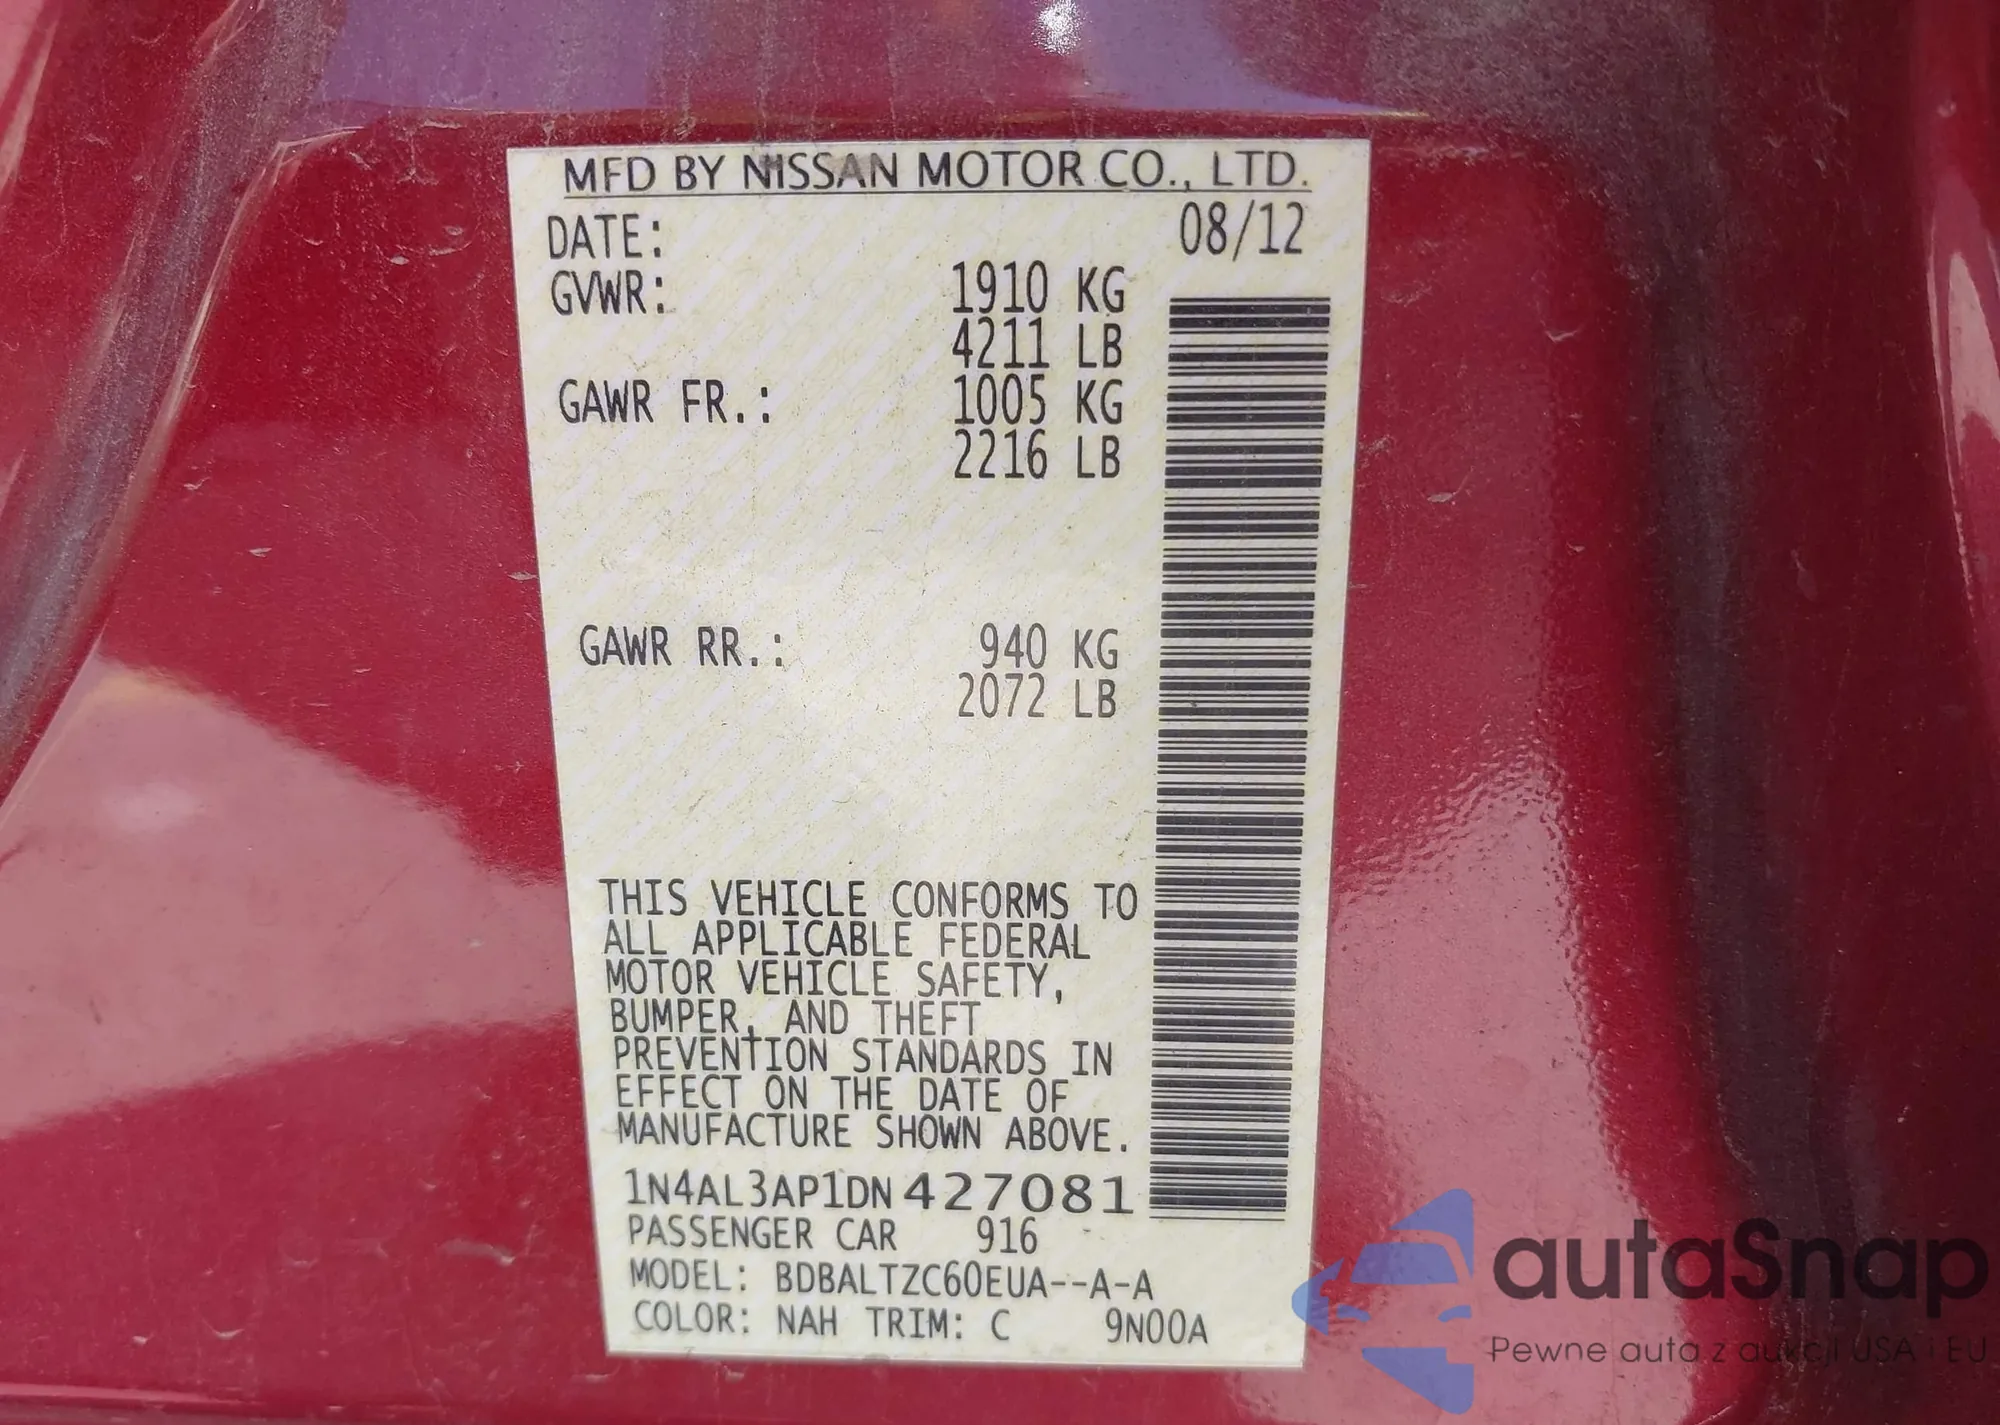 MFD BY NISSAN MOTOR CO., LTD.
DATE: 08/12
GVWR: 1910 KG
4211 LB
GAWR FR.: 1005 KG
2216 LB
GAWR RR.: 940 KG
2072 LB
THIS VEHICLE CONFORMS TO
ALL APPLICABLE FEDERAL
MOTOR VEHICLE SAFETY,
BUMPER, AND THEFT
PREVENTION STANDARDS IN
EFFECT ON THE DATE OF
MANUFACTURE SHOWN ABOVE.
1N4AL3AP1DN427081
PASSENGER CAR 916
MODEL: BDBALTZC60EUA--A-A
COLOR: NAH TRIM: C 9N00A
autaSnap
Pewne auta z aukcji USA i EU